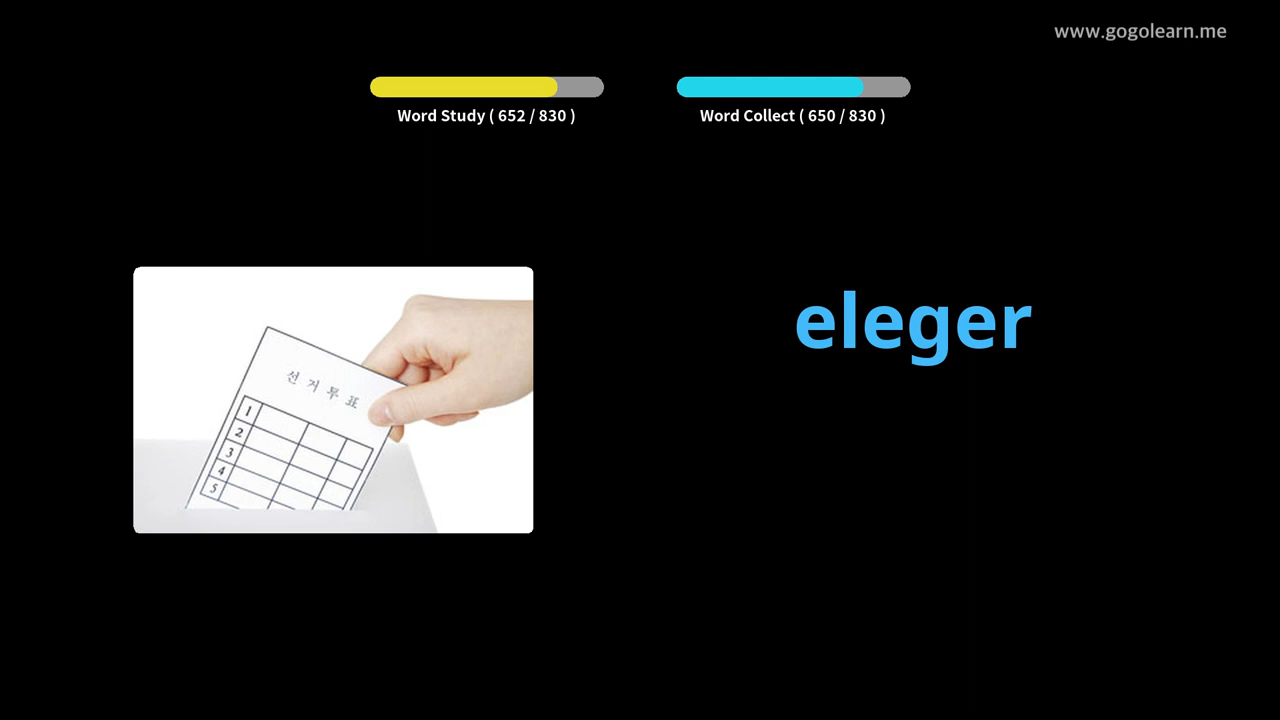 www.gogolearn.me
Word Study ( 652 / 830 )
Word Collect ( 650 / 830 )
eleger
선거투표
1
2
3
4
5